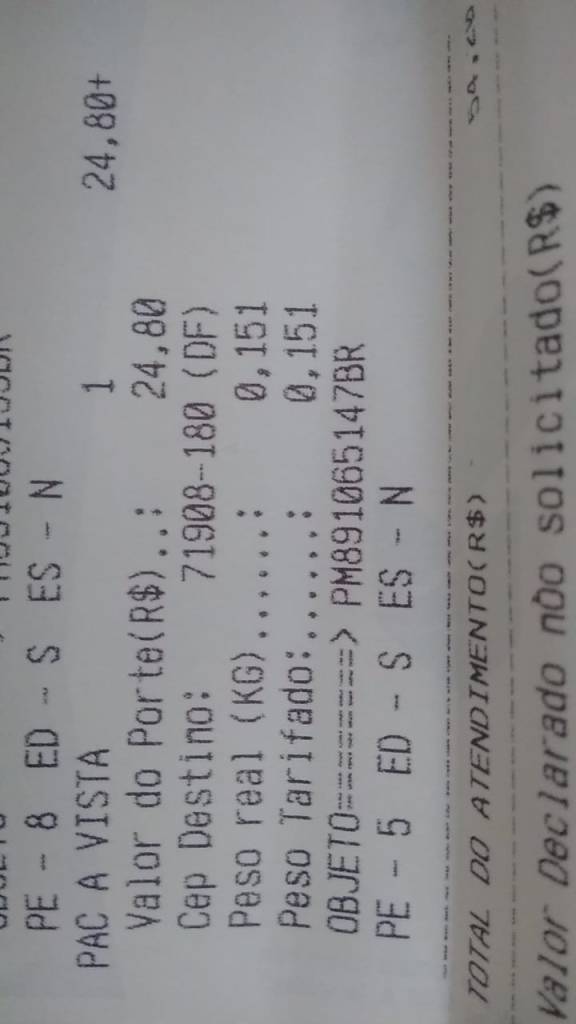 PE - 8 ED - S ES - N
PAC A VISTA 1 24,80+
Valor do Porte(R$)..: 24,80
Cep Destino: 71908-180 (DF)
Peso real (KG).......: 0,151
Peso Tarifado:.......: 0,151
OBJETO==========> PM891065147BR
PE - 5 ED - S ES - N
TOTAL DO ATENDIMENTO(R$)
Valor Declarado nòo solicitado(R$)